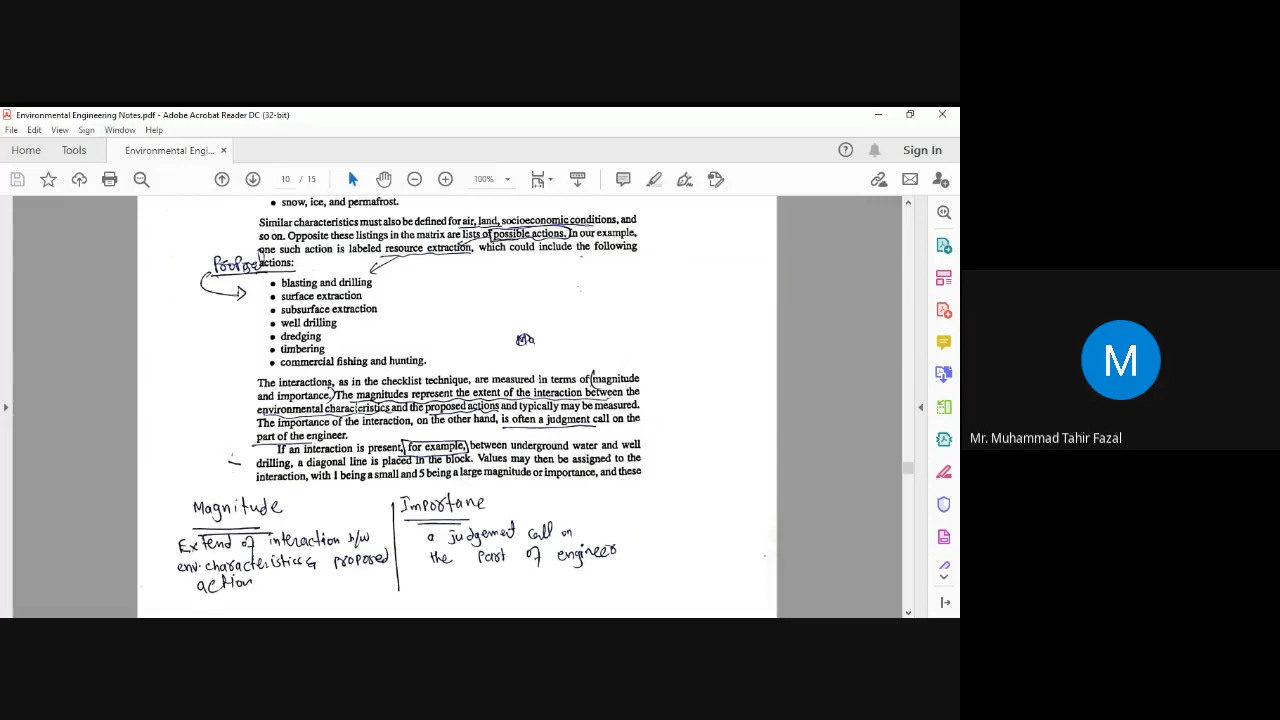 Environmental Engineering Notes.pdf - Adobe Acrobat Reader DC (32-bit)
File Edit View Sign Window Help
Home Tools Environmental Engi... × Sign In
10 / 15 100%
• snow, ice, and permafrost.
Similar characteristics must also be defined for air, land, socioeconomic conditions, and
so on. Opposite these listings in the matrix are lists of possible actions. In our example,
one such action is labeled resource extraction, which could include the following
actions:
• blasting and drilling
• surface extraction
• subsurface extraction
• well drilling
• dredging
• timbering
• commercial fishing and hunting.
The interactions, as in the checklist technique, are measured in terms of magnitude
and importance. The magnitudes represent the extent of the interaction between the
environmental characteristics and the proposed actions and typically may be measured.
The importance of the interaction, on the other hand, is often a judgment call on the
part of the engineer.
If an interaction is present, for example, between underground water and well
drilling, a diagonal line is placed in the block. Values may then be assigned to the
interaction, with 1 being a small and 5 being a large magnitude or importance, and these
Magnitude
Extend of interaction b/w
env. characteristics & proposed
action
Importane
a judgement call on
the part of engineer
M
Mr. Muhammad Tahir Fazal